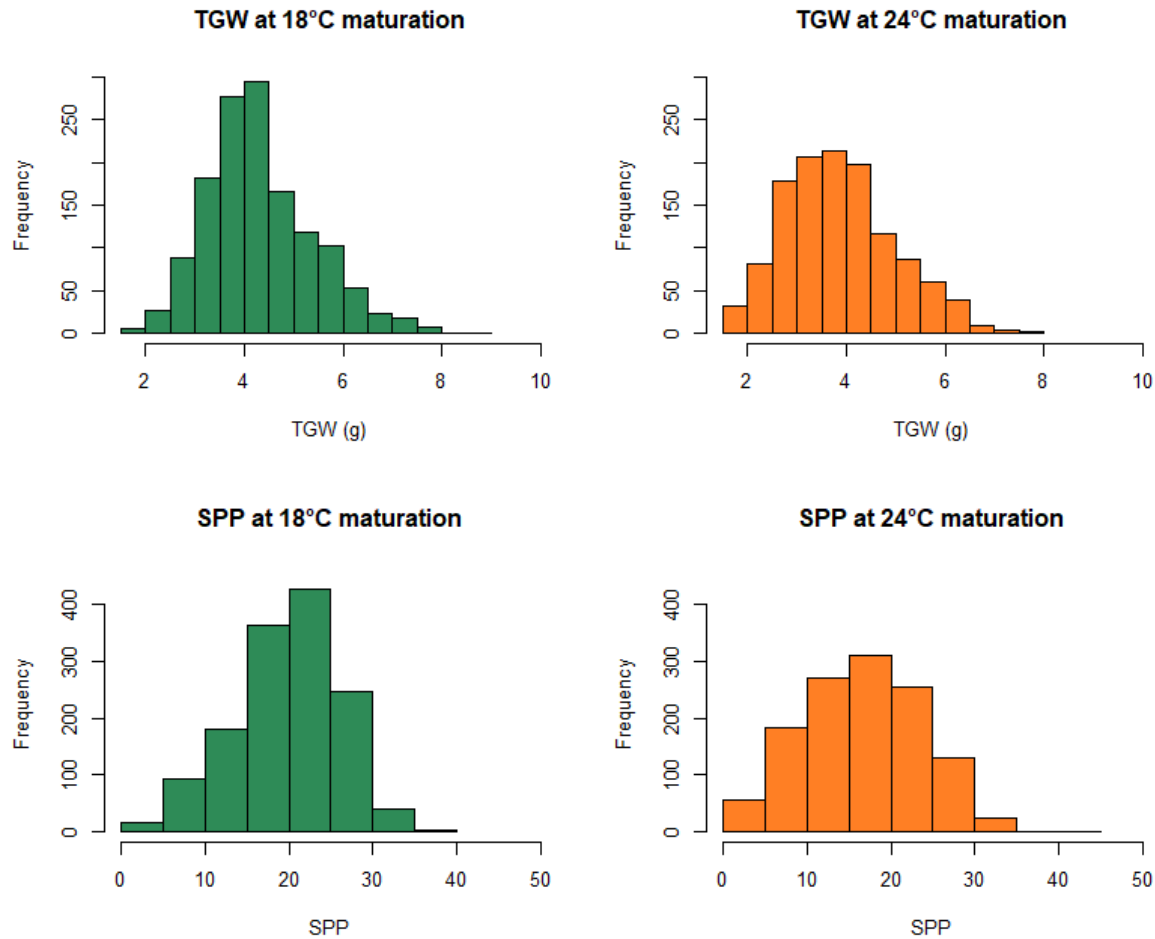 TGW at 18°C maturation
Frequency
0 50 150 250
2 4 6 8 10
TGW (g)
TGW at 24°C maturation
Frequency
0 50 150 250
2 4 6 8 10
TGW (g)
SPP at 18°C maturation
Frequency
0 100 200 300 400
0 10 20 30 40 50
SPP
SPP at 24°C maturation
Frequency
0 100 200 300 400
0 10 20 30 40 50
SPP